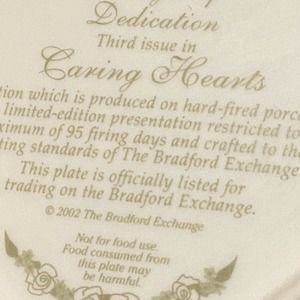 Dedication
Third issue in
Caring Hearts
tion which is produced on hard-fired porc
limited-edition presentation restricted to
ximum of 95 firing days and crafted to the
ting standards of The Bradford Exchange
This plate is officially listed for
trading on the Bradford Exchange.
© 2002 The Bradford Exchange
Not for food use.
Food consumed from
this plate may
be harmful.